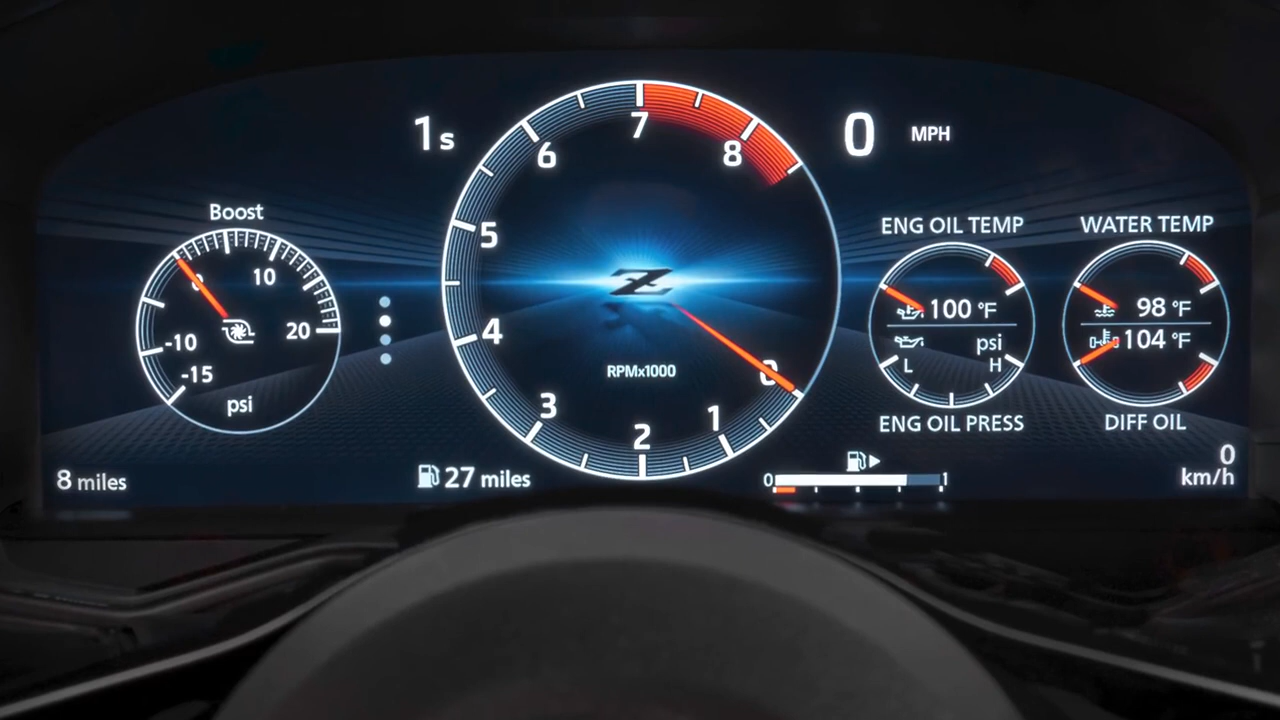 1s
0 MPH
7
6
8
5
4
3
2
1
0
RPMx1000
Z
Boost
0
10
20
-10
-15
psi
ENG OIL TEMP
100 °F
psi
L
H
ENG OIL PRESS
WATER TEMP
98 °F
104 °F
DIFF OIL
8 miles
27 miles
0
1
0
km/h